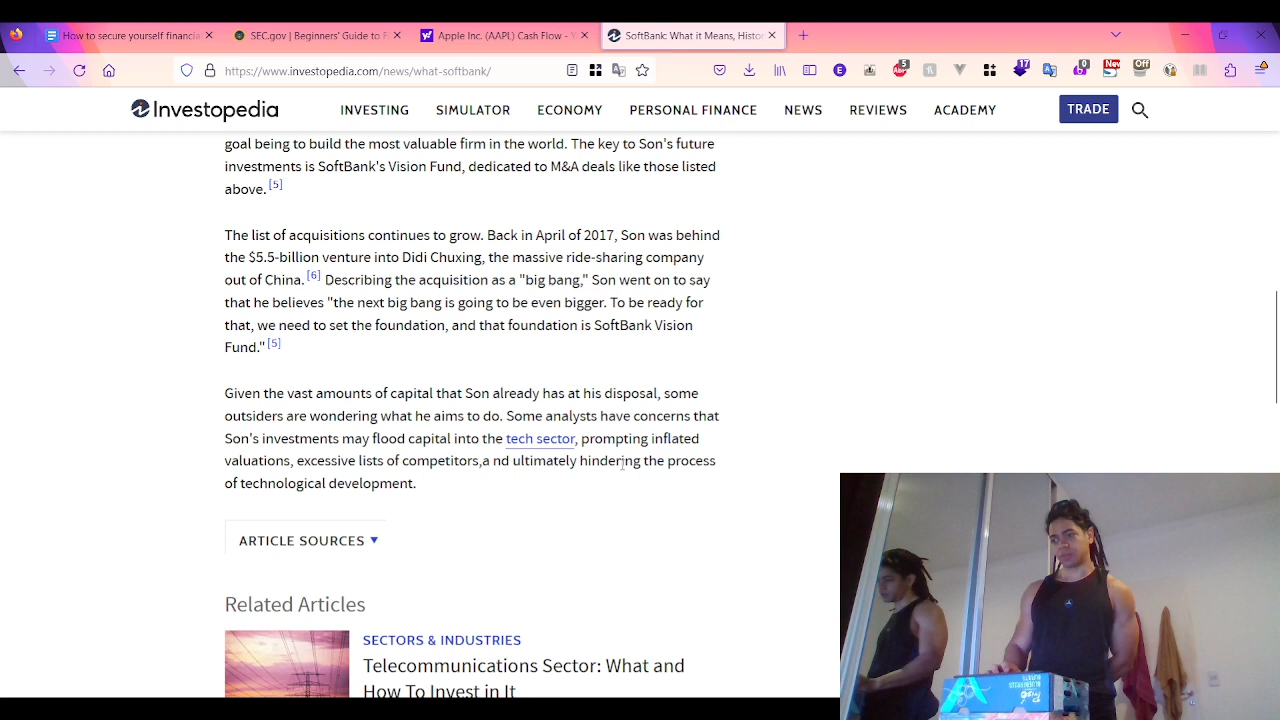 How to secure yourself financia
SEC.gov | Beginners' Guide to F
Apple Inc. (AAPL) Cash Flow - Y
SoftBank: What it Means, Histor
https://www.investopedia.com/news/what-softbank/
5
17
0
New
Off
Investopedia
INVESTING
SIMULATOR
ECONOMY
PERSONAL FINANCE
NEWS
REVIEWS
ACADEMY
TRADE
goal being to build the most valuable firm in the world. The key to Son's future
investments is SoftBank's Vision Fund, dedicated to M&A deals like those listed
above. [5]
The list of acquisitions continues to grow. Back in April of 2017, Son was behind
the $5.5-billion venture into Didi Chuxing, the massive ride-sharing company
out of China. [6] Describing the acquisition as a "big bang," Son went on to say
that he believes "the next big bang is going to be even bigger. To be ready for
that, we need to set the foundation, and that foundation is SoftBank Vision
Fund." [5]
Given the vast amounts of capital that Son already has at his disposal, some
outsiders are wondering what he aims to do. Some analysts have concerns that
Son's investments may flood capital into the tech sector, prompting inflated
valuations, excessive lists of competitors,a nd ultimately hindering the process
of technological development.
ARTICLE SOURCES
Related Articles
SECTORS & INDUSTRIES
Telecommunications Sector: What and
How To Invest in It